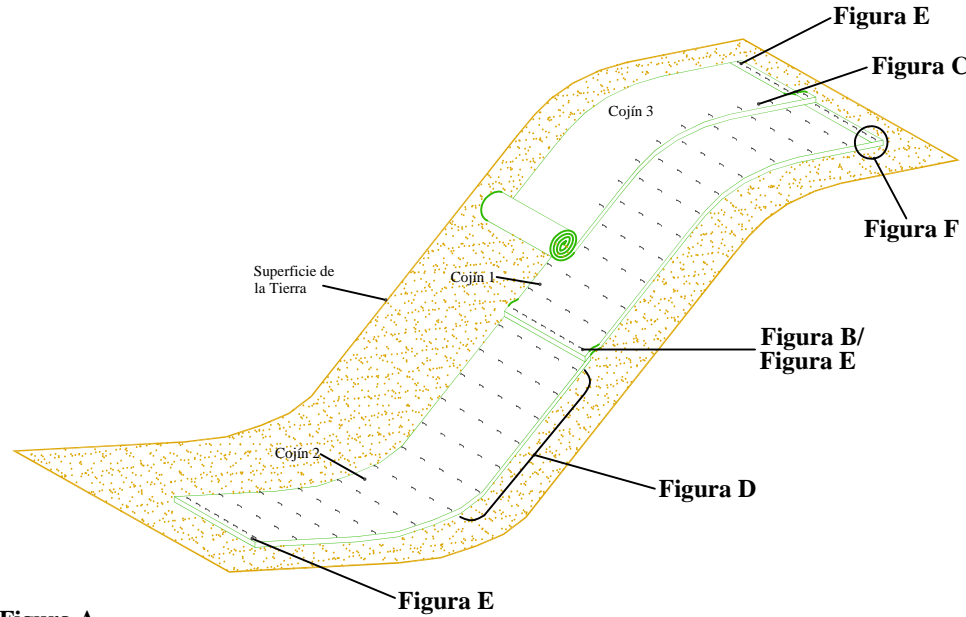 Figura E
Figura C
Cojín 3
Figura F
Superficie de
la Tierra
Cojín 1
Figura B/
Figura E
Cojín 2
Figura D
Figura E
Figura A